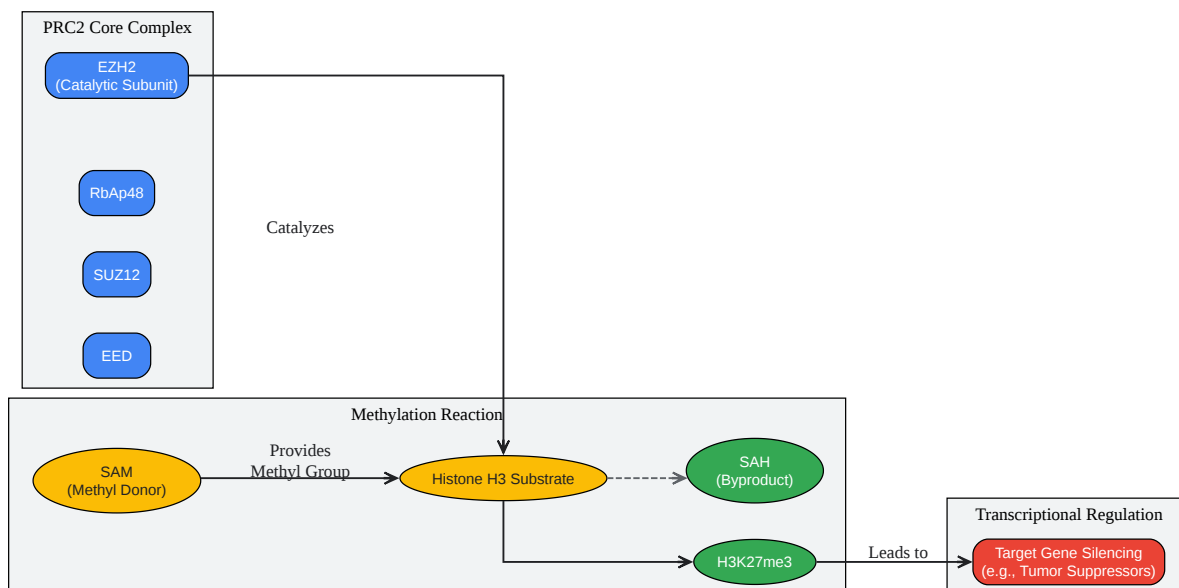 PRC2 Core Complex
EZH2
(Catalytic Subunit)
RbAp48
Catalyzes
SUZ12
EED
Methylation Reaction
Provides
Methyl Group
SAM
(Methyl Donor)
Histone H3 Substrate
SAH
(Byproduct)
H3K27me3
Leads to
Transcriptional Regulation
Target Gene Silencing
(e.g., Tumor Suppressors)